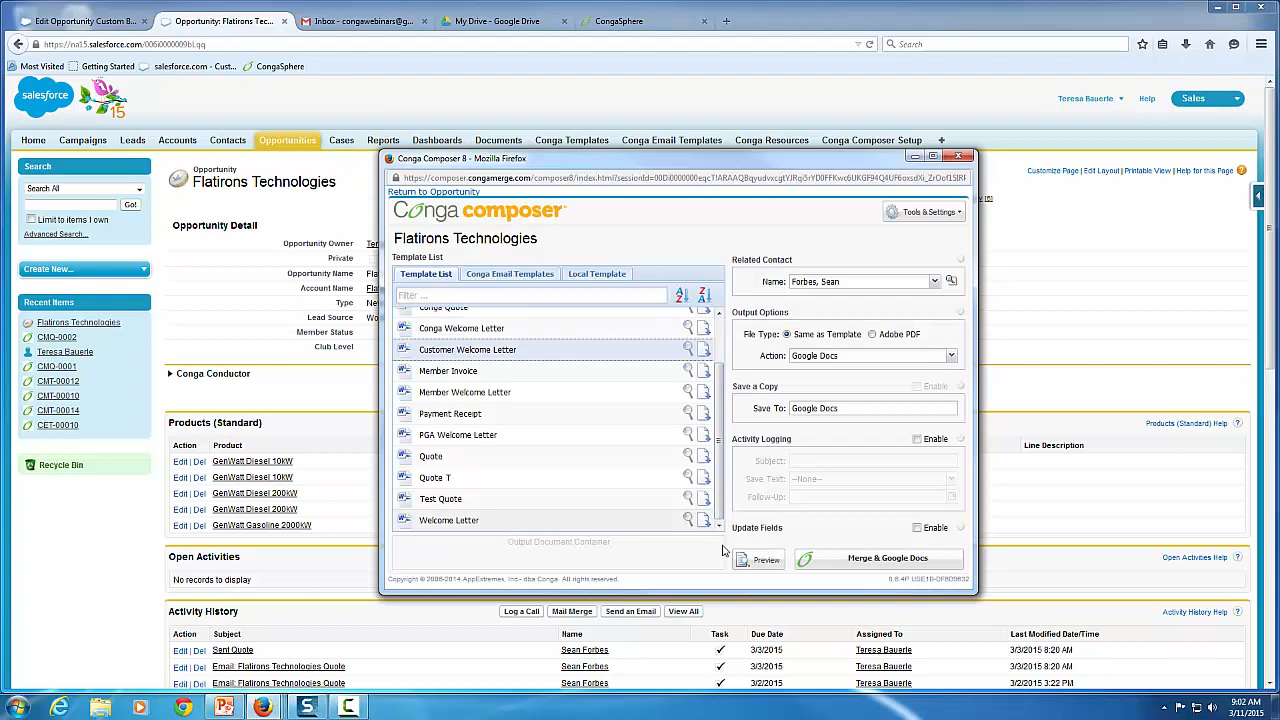 Edit Opportunity Custom B...
Opportunity: Flatirons Tec...
Inbox - congawebinars@g...
My Drive - Google Drive
CongaSphere
https://na15.salesforce.com/006i0000009bLqq
Search
Most Visited
Getting Started
salesforce.com - Cust...
CongaSphere
salesforce
15
Teresa Bauerle
Help
Sales
Home
Campaigns
Leads
Accounts
Contacts
Opportunities
Cases
Reports
Dashboards
Documents
Conga Templates
Conga Email Templates
Conga Resources
Conga Composer Setup
+
Search
Search All
Go!
Limit to items I own
Advanced Search...
Create New...
Recent Items
Flatirons Technologies
CMQ-0002
Teresa Bauerle
CMQ-0001
CMT-00012
CMT-00010
CMT-00014
CET-00010
Recycle Bin
Opportunity
Flatirons Technologies
Customize Page | Edit Layout | Printable View | Help for this Page
Opportunity Detail
Opportunity Owner
Private
Opportunity Name
Account Name
Type
Lead Source
Member Status
Club Level
Conga Conductor
Conga Composer 8 - Mozilla Firefox
Return to Opportunity
Conga composer
Tools & Settings
Flatirons Technologies
Template List
Template List
Conga Email Templates
Local Template
Filter ...
Conga Quote
Conga Welcome Letter
Customer Welcome Letter
Member Invoice
Member Welcome Letter
Payment Receipt
PGA Welcome Letter
Quote
Quote T
Test Quote
Welcome Letter
Output Document Container
Related Contact
Name: Forbes, Sean
Output Options
File Type: Same as Template Adobe PDF
Action: Google Docs
Save a Copy Enable
Save To: Google Docs
Activity Logging Enable
Subject:
Save Text: --None--
Follow-Up:
Update Fields Enable
Preview
Merge & Google Docs
Products (Standard)
Products (Standard) Help
Action Product Line Description
Edit | Del GenWatt Diesel 10kW
Edit | Del GenWatt Diesel 10kW
Edit | Del GenWatt Diesel 200kW
Edit | Del GenWatt Diesel 200kW
Edit | Del GenWatt Gasoline 2000kW
Open Activities
Open Activities Help
No records to display
Activity History
Log a Call
Mail Merge
Send an Email
View All
Activity History Help
Action Subject Name Task Due Date Assigned To Last Modified Date/Time
Edit | Del Sent Quote Sean Forbes 3/3/2015 Teresa Bauerle 3/3/2015 8:20 AM
Edit | Del Email: Flatirons Technologies Quote Sean Forbes 3/3/2015 Teresa Bauerle 3/3/2015 8:20 AM
Edit | Del Email: Flatirons Technologies Quote Sean Forbes 3/2/2015 Teresa Bauerle 3/2/2015 3:22 PM
9:02 AM
3/11/2015